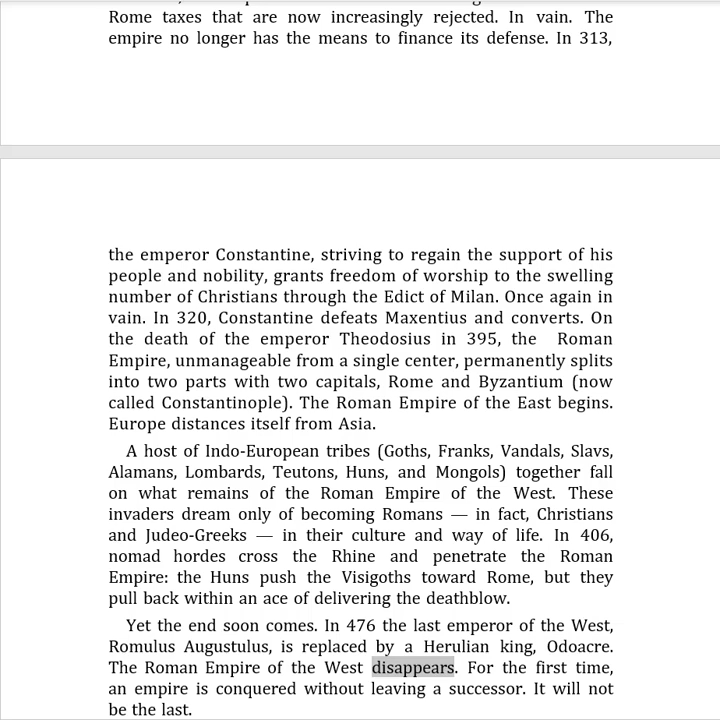 Rome taxes that are now increasingly rejected. In vain. The
empire no longer has the means to finance its defense. In 313,
the emperor Constantine, striving to regain the support of his
people and nobility, grants freedom of worship to the swelling
number of Christians through the Edict of Milan. Once again in
vain. In 320, Constantine defeats Maxentius and converts. On
the death of the emperor Theodosius in 395, the Roman
Empire, unmanageable from a single center, permanently splits
into two parts with two capitals, Rome and Byzantium (now
called Constantinople). The Roman Empire of the East begins.
Europe distances itself from Asia.
A host of Indo-European tribes (Goths, Franks, Vandals, Slavs,
Alamans, Lombards, Teutons, Huns, and Mongols) together fall
on what remains of the Roman Empire of the West. These
invaders dream only of becoming Romans — in fact, Christians
and Judeo-Greeks — in their culture and way of life. In 406,
nomad hordes cross the Rhine and penetrate the Roman
Empire: the Huns push the Visigoths toward Rome, but they
pull back within an ace of delivering the deathblow.
Yet the end soon comes. In 476 the last emperor of the West,
Romulus Augustulus, is replaced by a Herulian king, Odoacre.
The Roman Empire of the West disappears. For the first time,
an empire is conquered without leaving a successor. It will not
be the last.